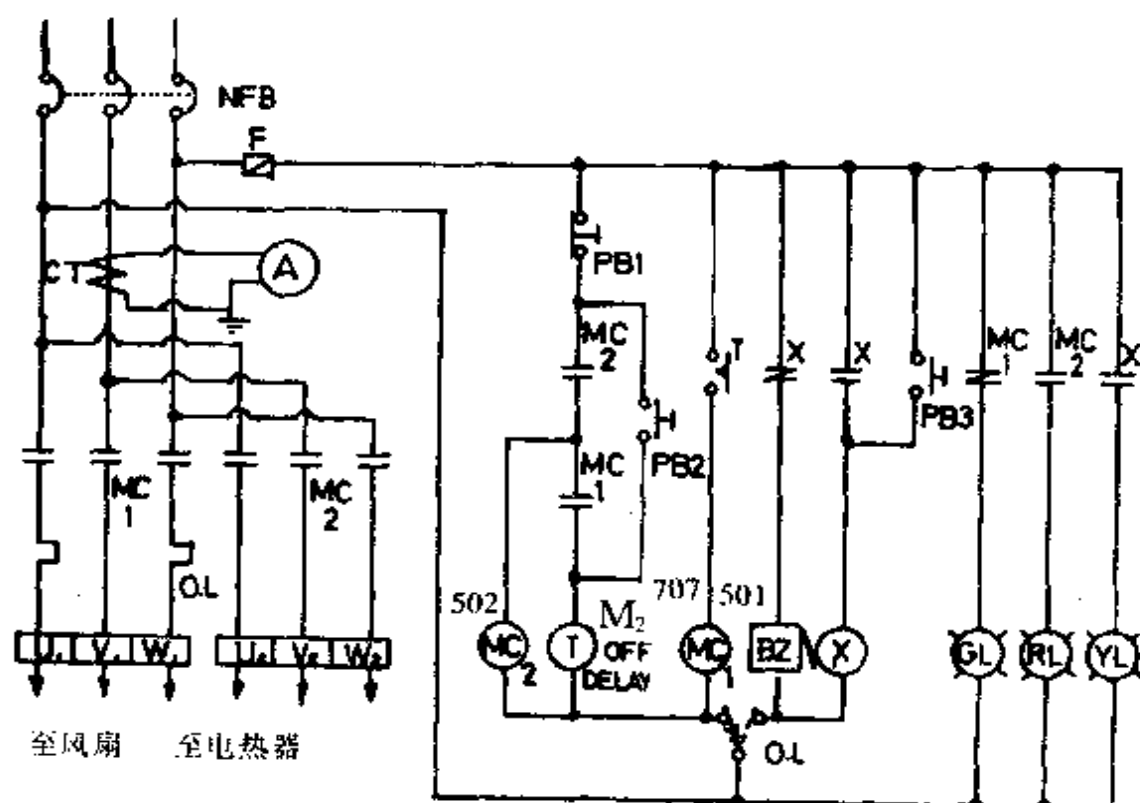 NFB
F
CT
A
PB1
MC
2
T
X
X
PB3
MC
1
MC
2
X
MC
1
MC
2
MC
1
PB2
O.L
502
707
501
M₂
MC
2
T
OFF
DELAY
MC
1
BZ
X
GL
RL
YL
U₁ V₁ W₁ U₂ V₂ W₂
O.L
至风扇 至电热器